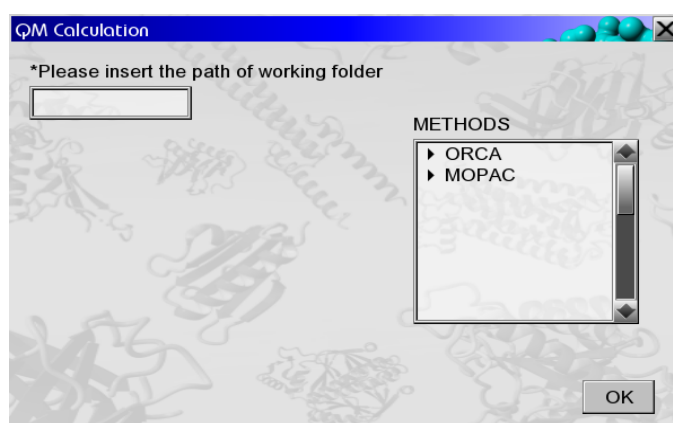 QM Calculation
*Please insert the path of working folder
METHODS
ORCA
MOPAC
OK